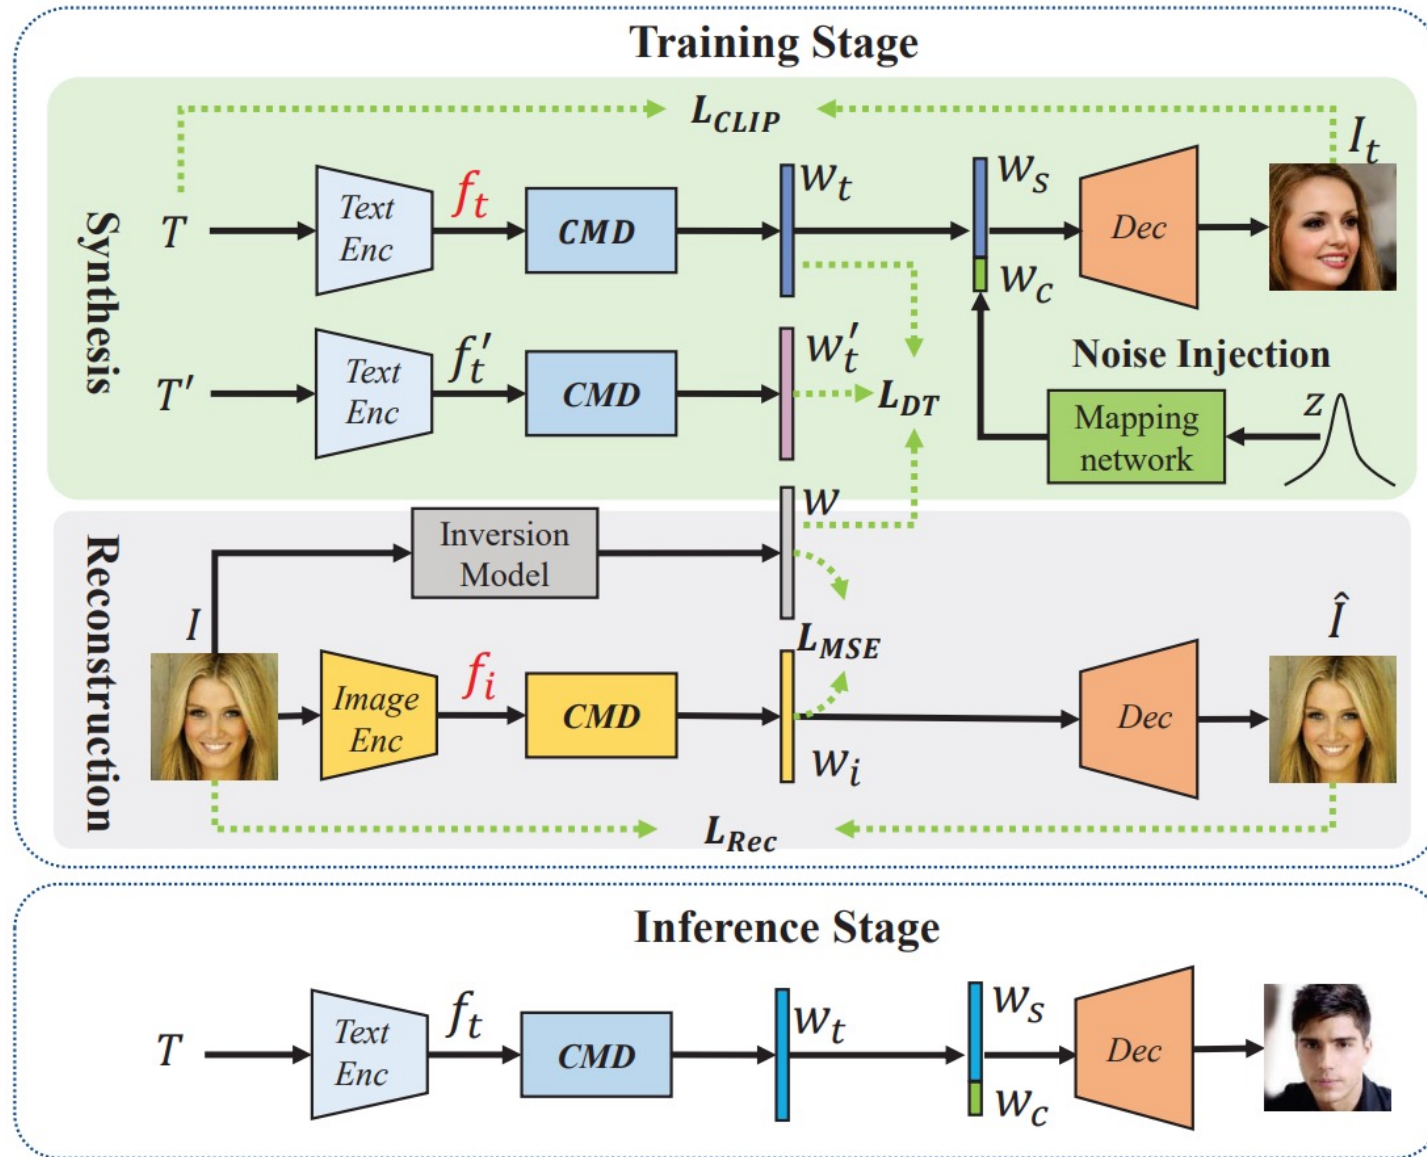 Training Stage
Synthesis
L_CLIP
I_t
T
Text
Enc
f_t
CMD
w_t
w_s
w_c
Dec
T′
Text
Enc
f_t′
CMD
w_t′
L_DT
Noise Injection
Mapping
network
z
Reconstruction
I
Inversion
Model
w
L_MSE
Image
Enc
f_i
CMD
w_i
Dec
Î
L_Rec
Inference Stage
T
Text
Enc
f_t
CMD
w_t
w_s
w_c
Dec